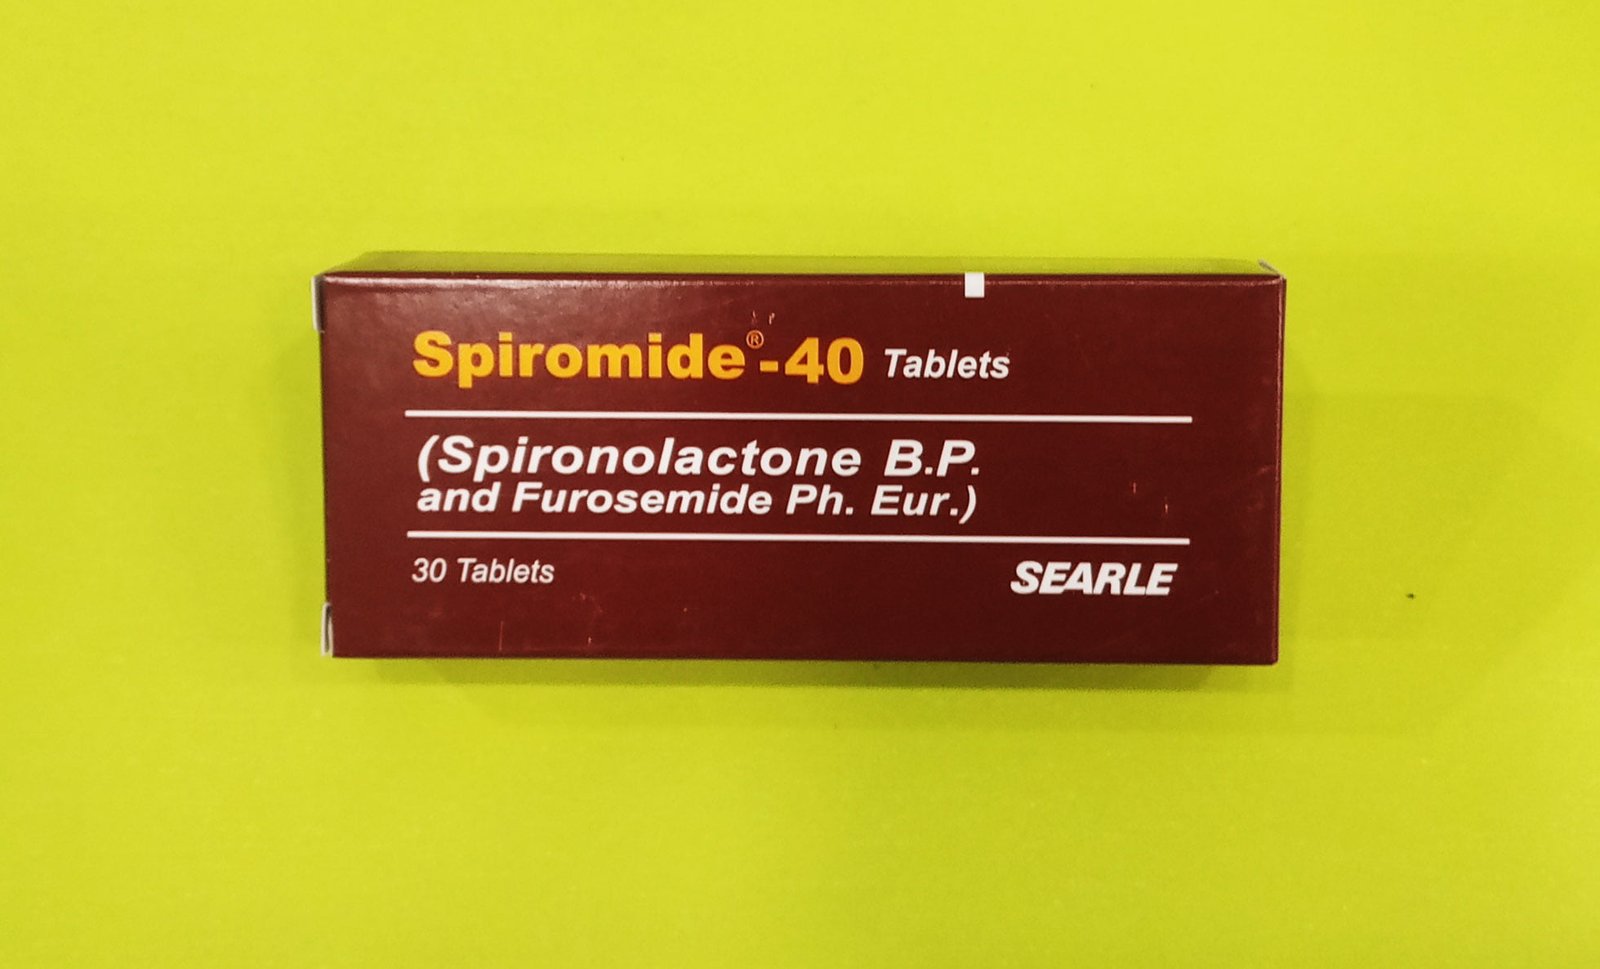 Spiromide®-40 Tablets
(Spironolactone B.P.
and Furosemide Ph. Eur.)
30 Tablets SEARLE